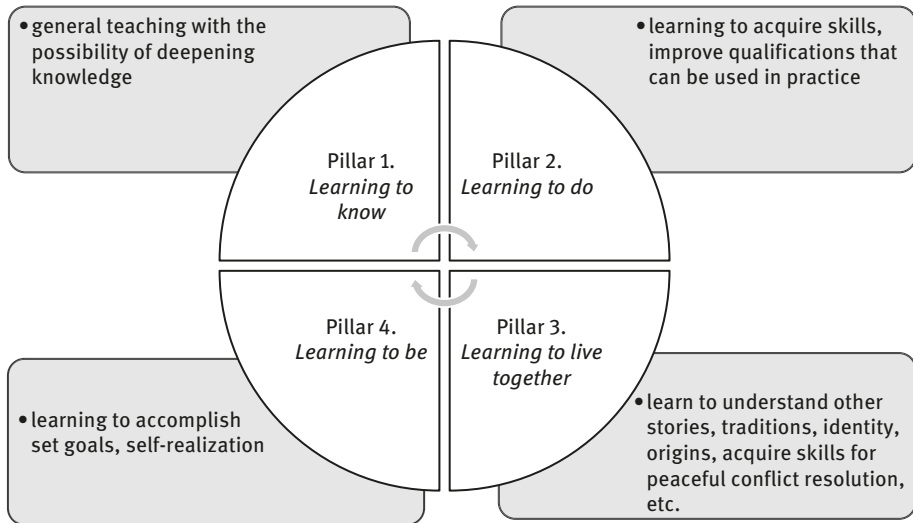 • general teaching with the
possibility of deepening
knowledge
• learning to acquire skills,
improve qualifications that
can be used in practice
Pillar 1.
Learning to
know
Pillar 2.
Learning to do
Pillar 4.
Learning to be
Pillar 3.
Learning to live
together
• learning to accomplish
set goals, self-realization
• learn to understand other
stories, traditions, identity,
origins, acquire skills for
peaceful conflict resolution,
etc.